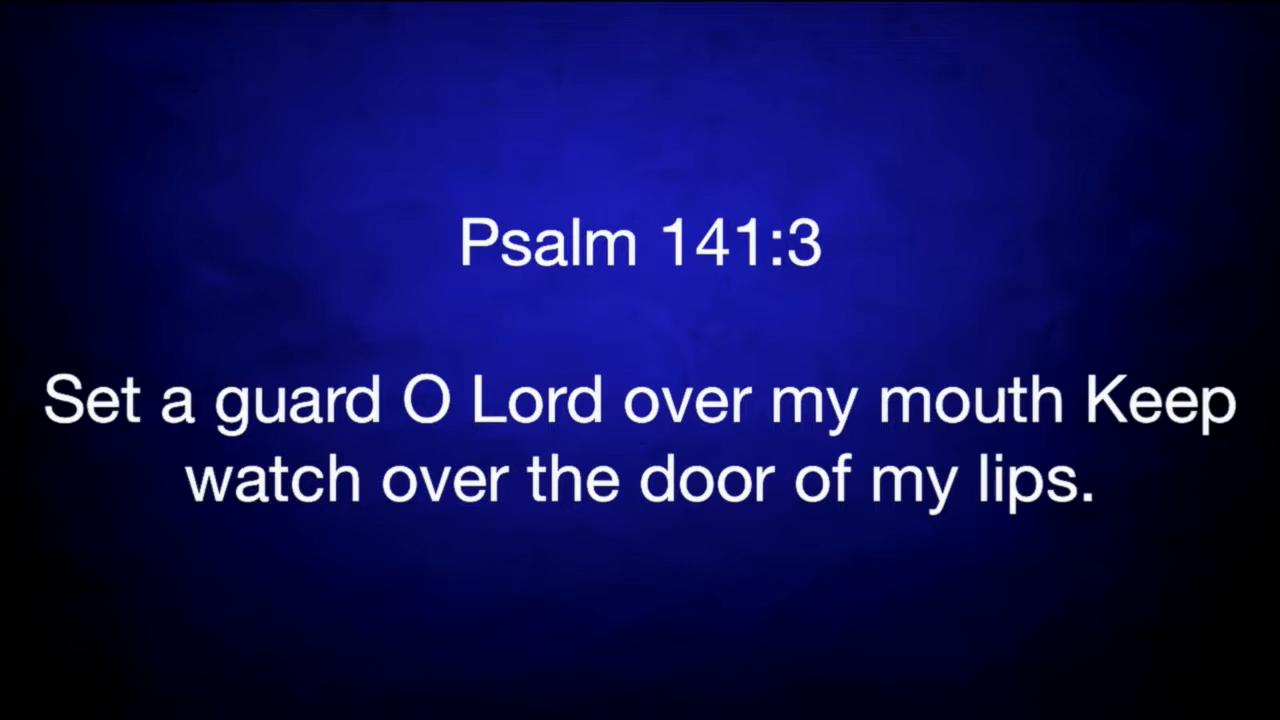 Psalm 141:3
Set a guard O Lord over my mouth Keep
watch over the door of my lips.